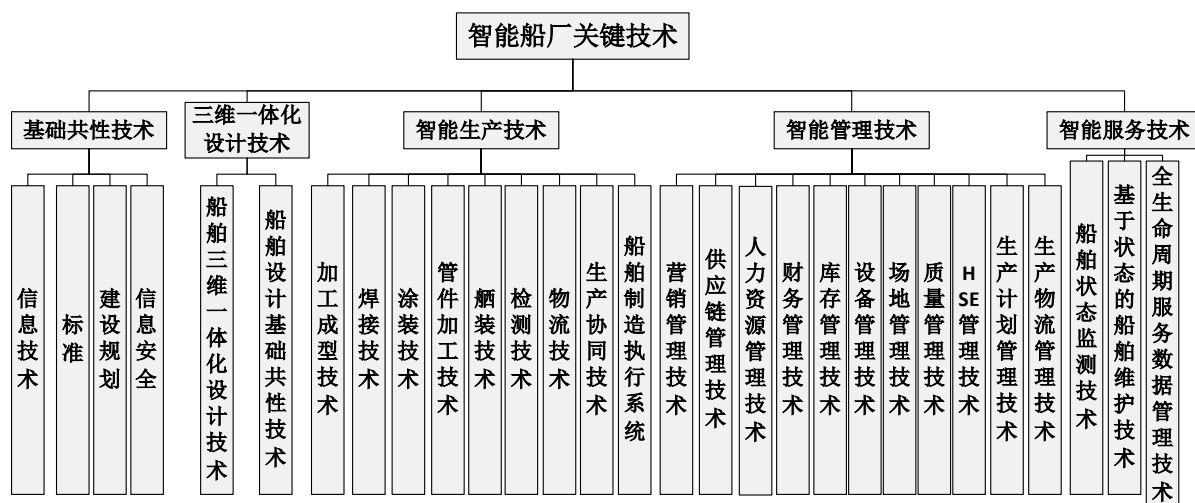 智能船厂关键技术
基础共性技术
三维一体化
设计技术
智能生产技术
智能管理技术
智能服务技术
信息技术
标准
建设规划
信息安全
船舶三维一体化设计技术
船舶设计基础共性技术
加工成型技术
焊接技术
涂装技术
管件加工技术
舾装技术
检测技术
物流技术
生产协同技术
船舶制造执行系统
营销管理技术
供应链管理技术
人力资源管理技术
财务管理技术
库存管理技术
设备管理技术
场地管理技术
质量管理技术
HSE管理技术
生产计划管理技术
生产物流管理技术
船舶状态监测技术
基于状态的船舶维护技术
全生命周期服务数据管理技术